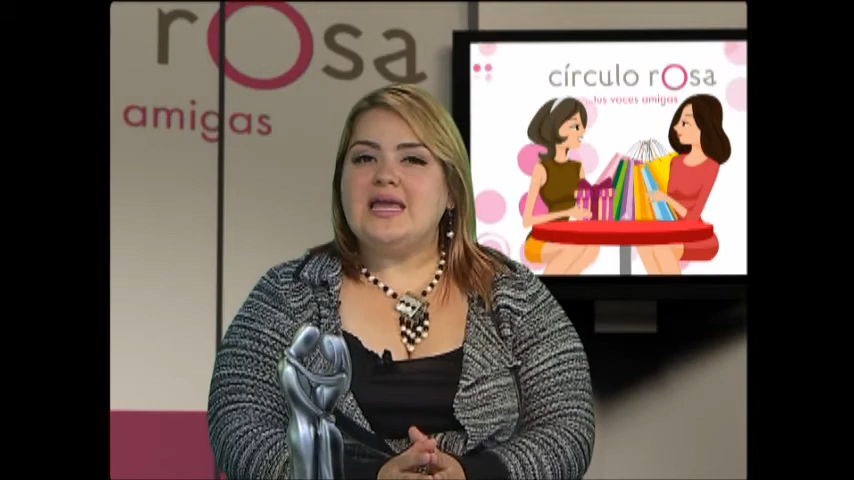 rosa
amigas
círculo rosa
...tus voces amigas